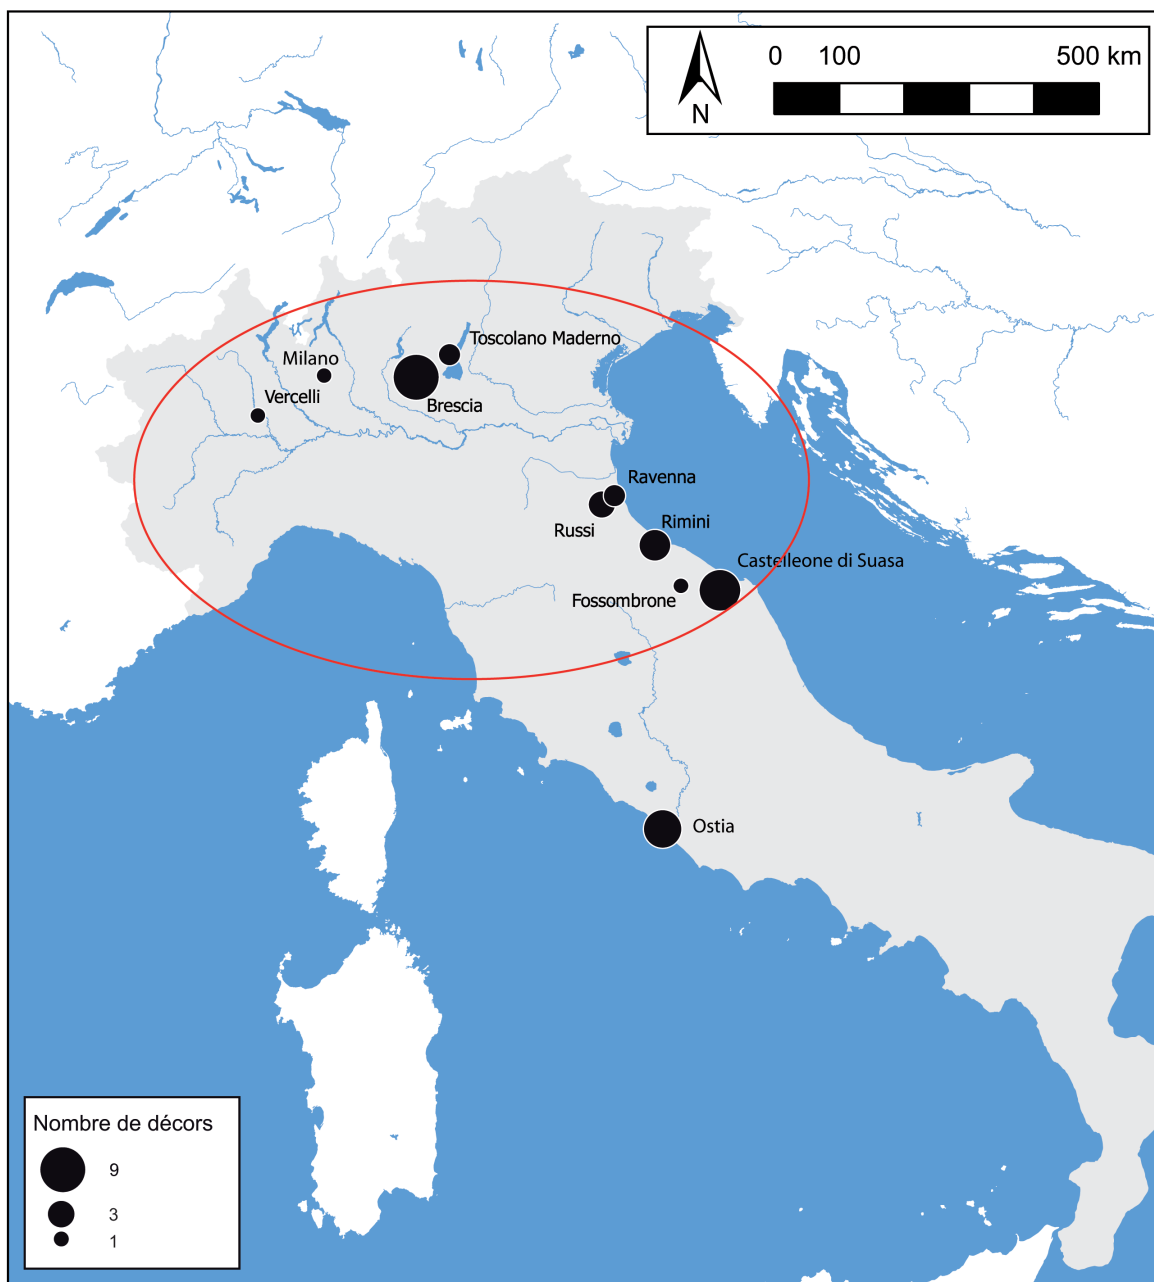 0 100 500 km
N
Toscolano Maderno
Milano
Vercelli
Brescia
Ravenna
Russi
Rimini
Castelleone di Suasa
Fossombrone
Ostia
Nombre de décors
9
3
1